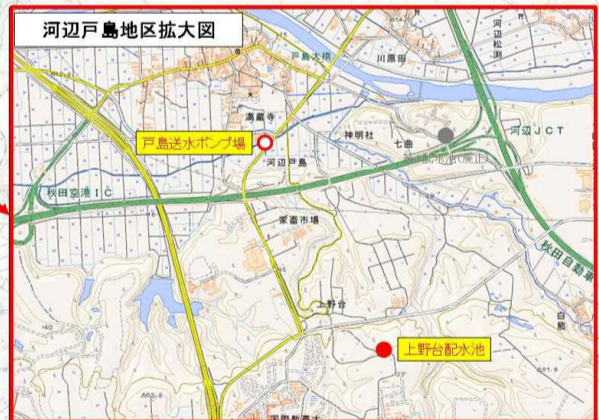 河辺戸島地区拡大図
河辺松渕
戸島大橋
川原田
満蔵寺
戸島送水ポンプ場
神明社
七曲
河辺JCT
河辺戸島
秋田空港IC
家畜市場
秋田自動車
上野台
白熊
上野台配水池